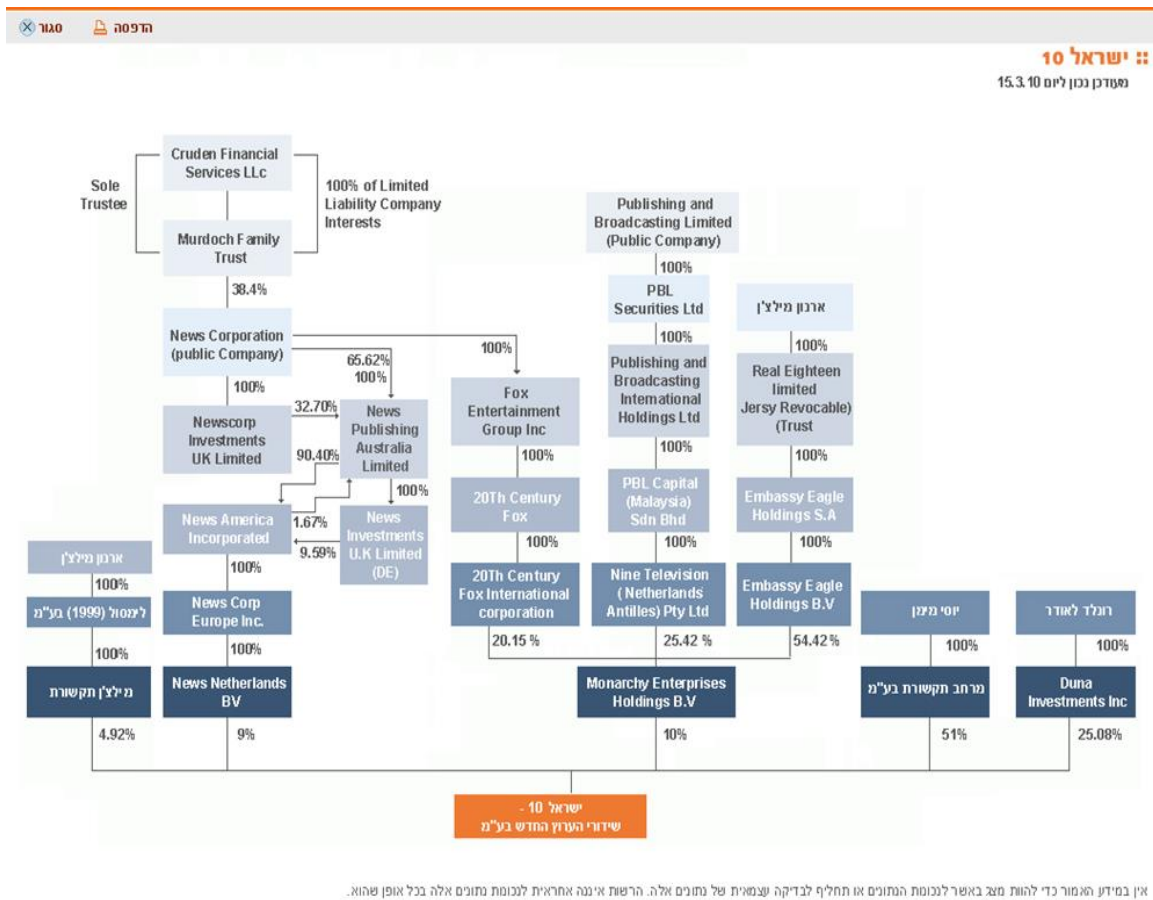 הדפסה
סגור
ישראל 10
מעודכן נכון ליום 15.3.10
Cruden Financial
Services LLc
Sole
Trustee
100% of Limited
Liability Company
Interests
Murdoch Family
Trust
38.4%
News Corporation
(public Company)
65.62%
100%
100%
100%
Newscorp
Investments
UK Limited
32.70%
90.40%
News
Publishing
Australia
Limited
100%
News America
Incorporated
1.67%
9.59%
News
Investments
U.K Limited
(DE)
100%
News Corp
Europe Inc.
100%
News Netherlands
BV
9%
ארנון מילצ'ן
100%
לימסול (1999) בע"מ
100%
מילצ'ן תקשורת
4.92%
Fox
Entertainment
Group Inc
100%
20Th Century
Fox
100%
20Th Century
Fox International
corporation
20.15 %
Publishing and
Broadcasting Limited
(Public Company)
100%
PBL
Securities Ltd
100%
Publishing and
Broadcasting
International
Holdings Ltd
100%
PBL Capital
(Malaysia)
Sdn Bhd
100%
Nine Television
(Netherlands
Antilles) Pty Ltd
25.42 %
ארנון מילצ'ן
100%
Real Eighteen
limited
Jersy Revocable)
(Trust
100%
Embassy Eagle
Holdings S.A
100%
Embassy Eagle
Holdings B.V
54.42 %
Monarchy Enterprises
Holdings B.V
10%
יוסי מימן
100%
מרחב תקשורת בע"מ
51%
רונלד לאודר
100%
Duna
Investments Inc
25.08%
ישראל 10 -
שידורי הערוץ החדש בע"מ
אין במידע האמור כדי להוות מצג באשר לנכונות הנתונים או תחליף לבדיקה עצמאית של נתונים אלה. הרשות איננה אחראית לנכונות נתונים אלה בכל אופן שהוא.